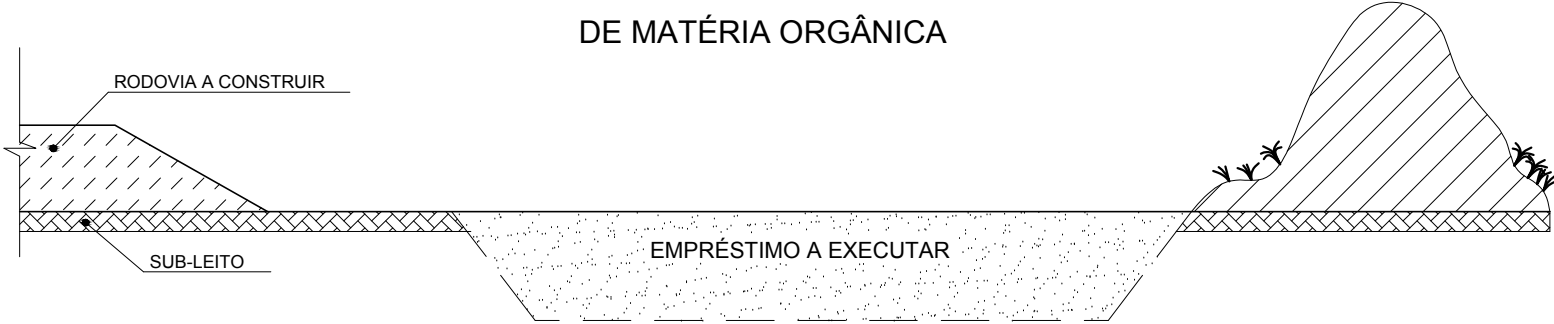 DE MATÉRIA ORGÂNICA
RODOVIA A CONSTRUIR
EMPRÉSTIMO A EXECUTAR
SUB-LEITO